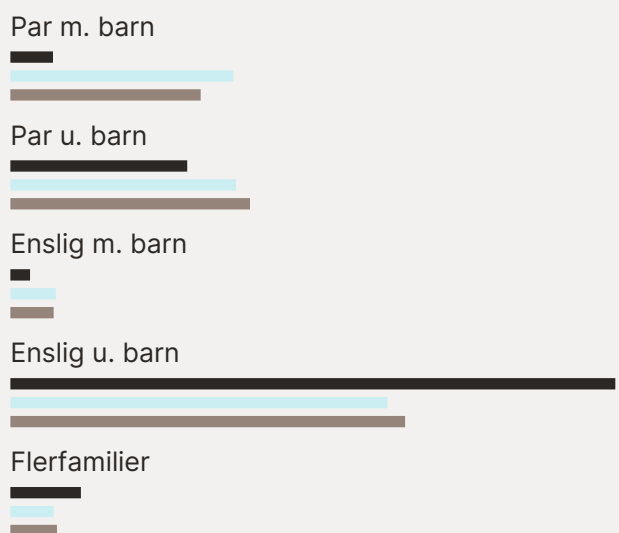 Par m. barn
Par u. barn
Enslig m. barn
Enslig u. barn
Flerfamilier